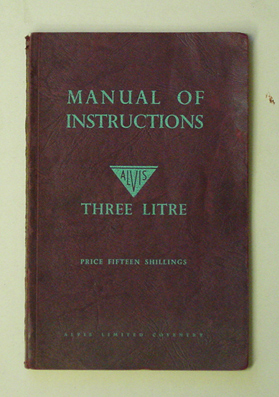 MANUAL OF
INSTRUCTIONS
ALVIS
THREE LITRE
PRICE FIFTEEN SHILLINGS
ALVIS LIMITED COVENTRY